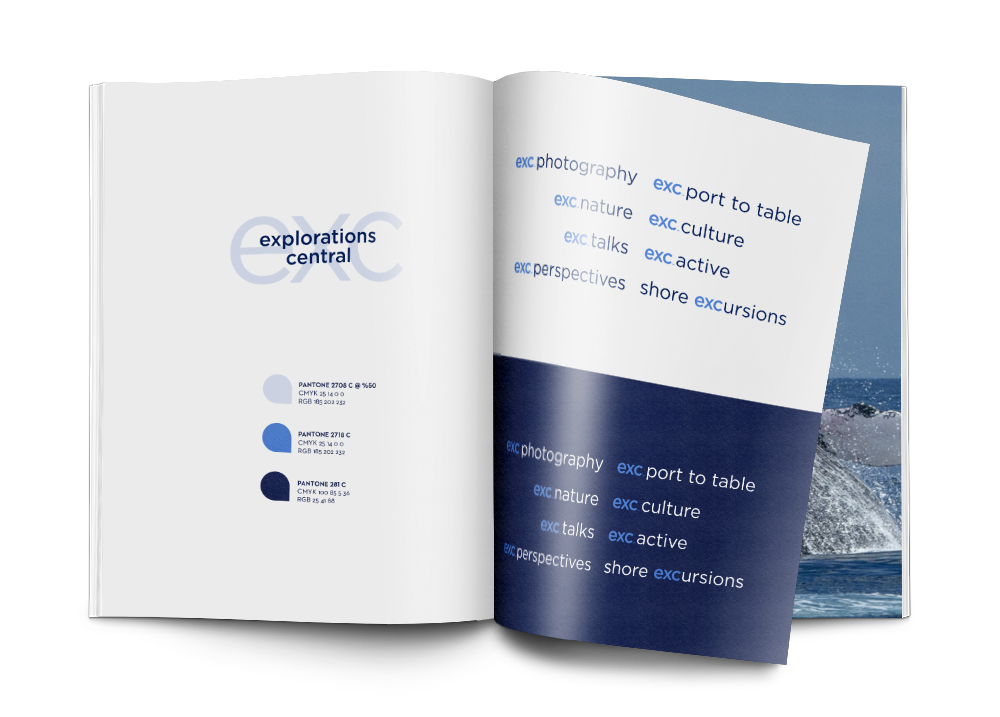 exc
explorations
central
PANTONE 2706 C @ %50
CMYK 25 14 0 0
RGB 185 202 232
PANTONE 2718 C
CMYK 25 14 0 0
RGB 185 202 232
PANTONE 281 C
CMYK 100 85 5 36
RGB 25 41 88
exc.photography exc.port to table
exc.nature exc.culture
exc.talks exc.active
exc.perspectives shore excursions
exc.photography exc.port to table
exc.nature exc.culture
exc.talks exc.active
exc.perspectives shore excursions